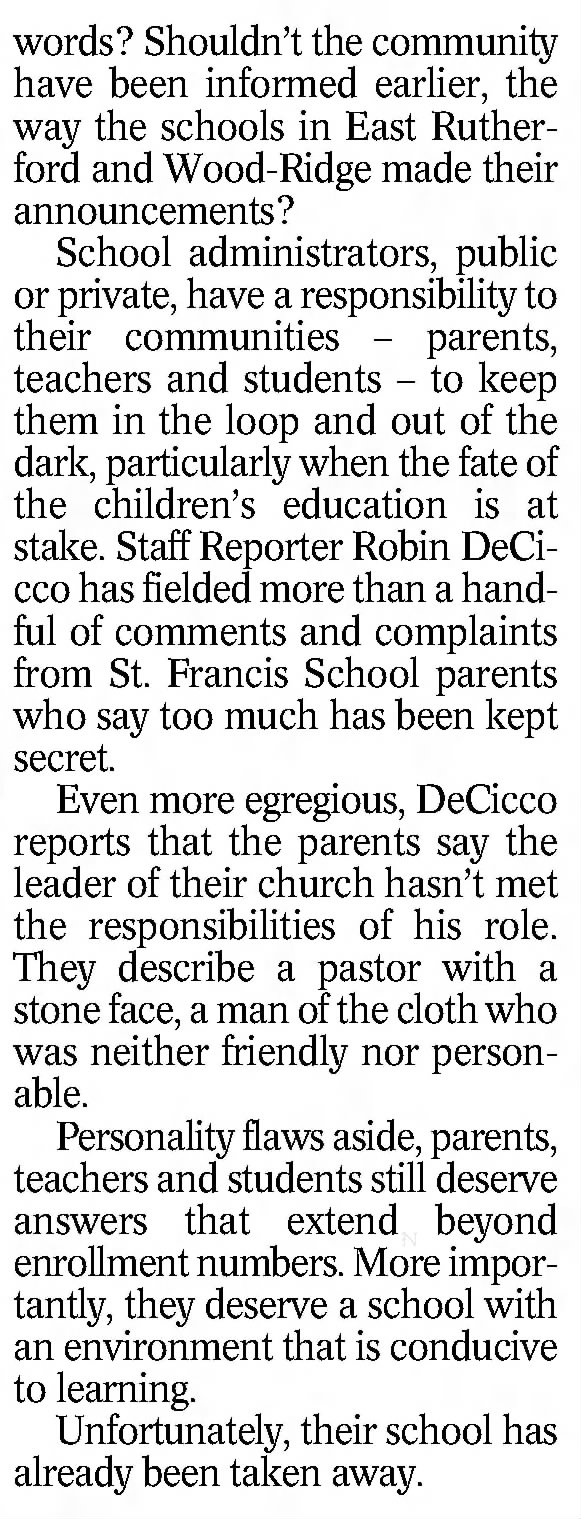 words? Shouldn't the community
have been informed earlier, the
way the schools in East Ruther-
ford and Wood-Ridge made their
announcements?
School administrators, public
or private, have a responsibility to
their communities – parents,
teachers and students – to keep
them in the loop and out of the
dark, particularly when the fate of
the children's education is at
stake. Staff Reporter Robin DeCi-
cco has fielded more than a hand-
ful of comments and complaints
from St. Francis School parents
who say too much has been kept
secret.
Even more egregious, DeCicco
reports that the parents say the
leader of their church hasn't met
the responsibilities of his role.
They describe a pastor with a
stone face, a man of the cloth who
was neither friendly nor person-
able.
Personality flaws aside, parents,
teachers and students still deserve
answers that extend beyond
enrollment numbers. More impor-
tantly, they deserve a school with
an environment that is conducive
to learning.
Unfortunately, their school has
already been taken away.